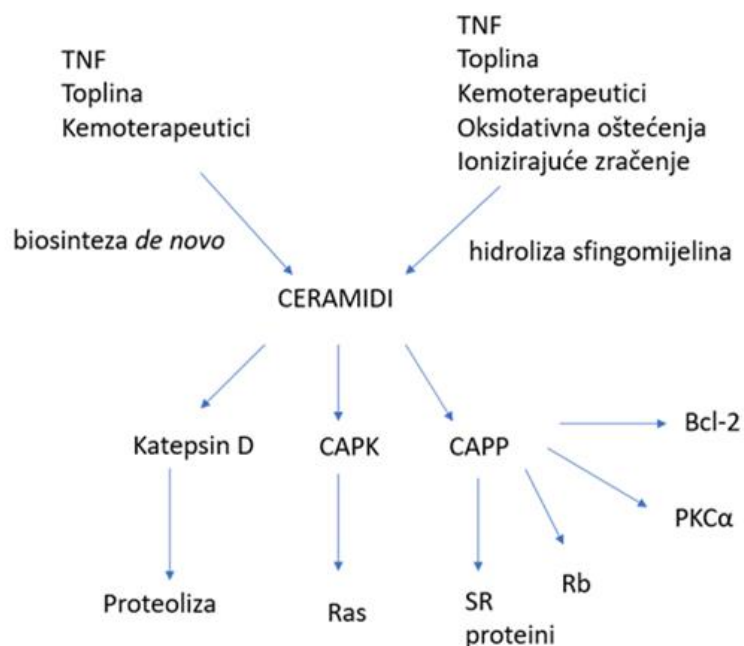 TNF
Toplina
Kemoterapeutici
TNF
Toplina
Kemoterapeutici
Oksidativna oštećenja
Ionizirajuće zračenje
biosinteza de novo
hidroliza sfingomijelina
CERAMIDI
Katepsin D
CAPK
CAPP
Bcl-2
PKCα
Proteoliza
Ras
SR
proteini
Rb